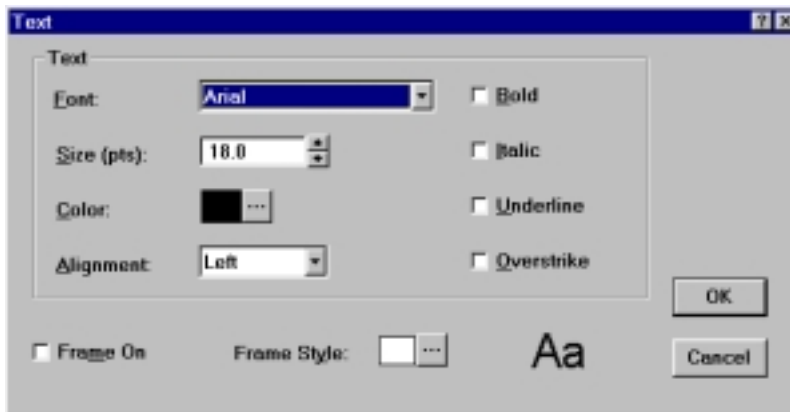 Text
Text
Font: Arial Bold
Size (pts): 18.0 Italic
Color: ... Underline
Alignment: Left Overstrike
OK
Frame On Frame Style: ... Aa Cancel